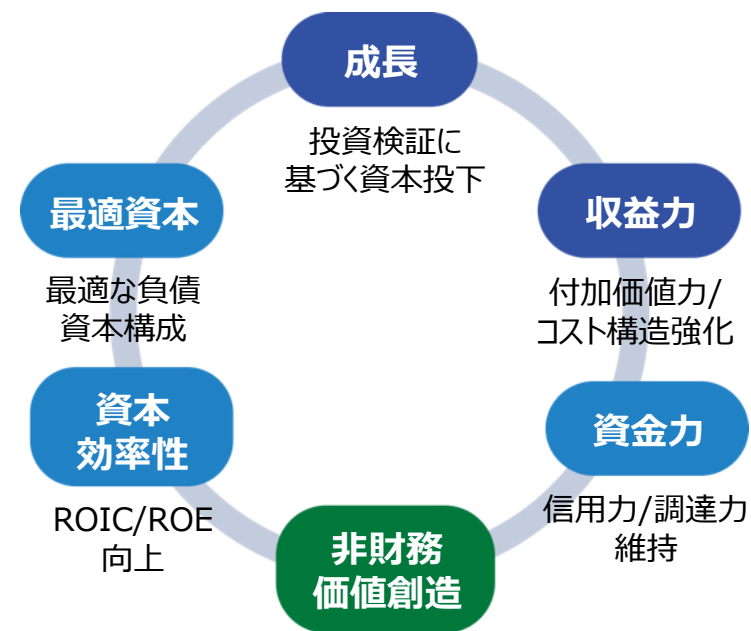 成長
投資検証に
基づく資本投下
収益力
付加価値力/
コスト構造強化
資金力
信用力/調達力
維持
非財務
価値創造
資本
効率性
ROIC/ROE
向上
最適資本
最適な負債
資本構成